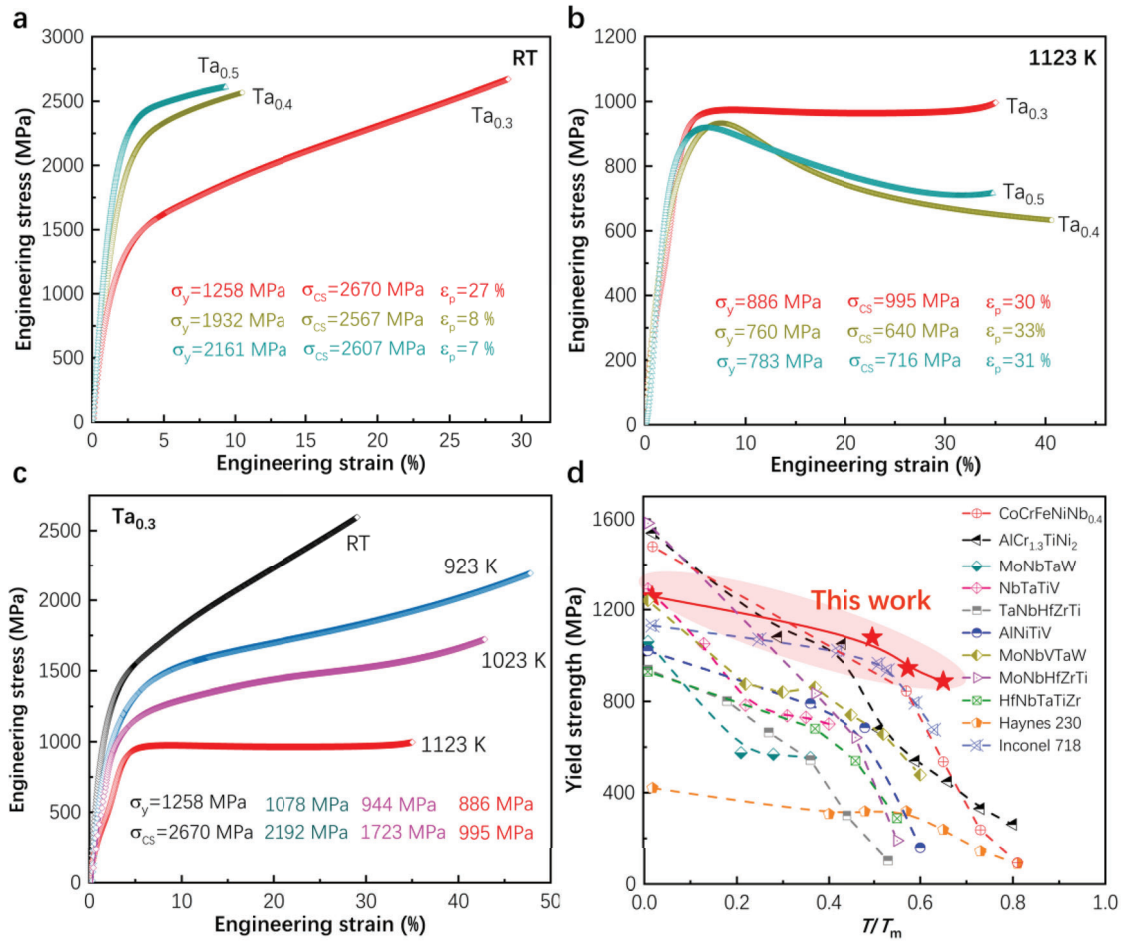 a
RT
Engineering stress (MPa)
3000
2500
2000
1500
1000
500
0
Ta0.5
Ta0.4
Ta0.3
σy=1258 MPa σCS=2670 MPa εp=27 %
σy=1932 MPa σCS=2567 MPa εp=8 %
σy=2161 MPa σCS=2607 MPa εp=7 %
0 5 10 15 20 25 30
Engineering strain (%)
b
1123 K
Engineering stress (MPa)
1200
1000
800
600
400
200
0
Ta0.3
Ta0.5
Ta0.4
σy=886 MPa σCS=995 MPa εp=30 %
σy=760 MPa σCS=640 MPa εp=33%
σy=783 MPa σCS=716 MPa εp=31 %
0 10 20 30 40
Engineering strain (%)
c
Ta0.3
Engineering stress (MPa)
2500
2000
1500
1000
500
0
RT
923 K
1023 K
1123 K
σy=1258 MPa 1078 MPa 944 MPa 886 MPa
σCS=2670 MPa 2192 MPa 1723 MPa 995 MPa
0 10 20 30 40 50
Engineering strain (%)
d
Yield strength (MPa)
1600
1200
800
400
0
This work
CoCrFeNiNb0.4
AlCr1.3TiNi2
MoNbTaW
NbTaTiV
TaNbHfZrTi
AlNiTiV
MoNbVTaW
MoNbHfZrTi
HfNbTaTiZr
Haynes 230
Inconel 718
0.0 0.2 0.4 0.6 0.8 1.0
T/Tm